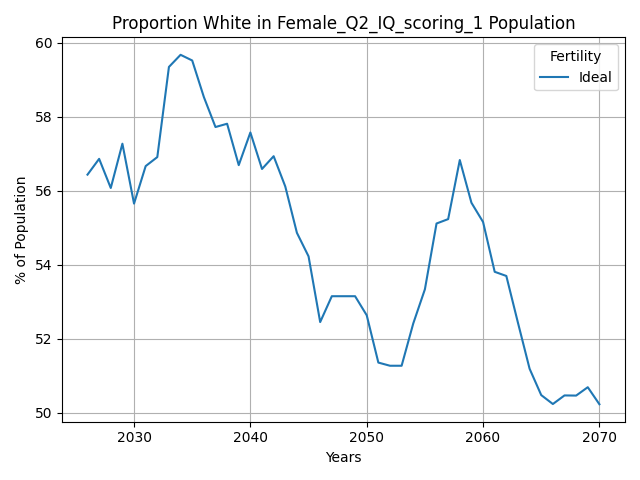 Proportion White in Female_Q2_IQ_scoring_1 Population
Fertility
Ideal
60
58
56
54
52
50
% of Population
2030 2040 2050 2060 2070
Years